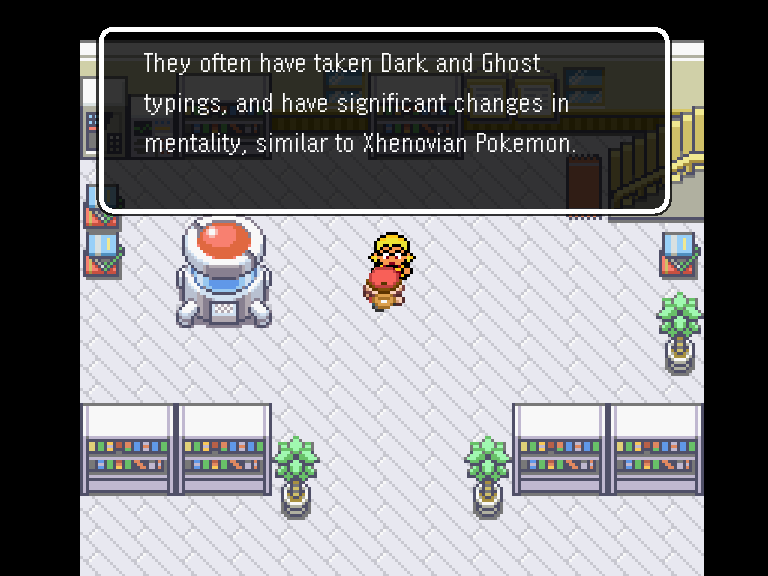 They often have taken Dark and Ghost
typings, and have significant changes in
mentality, similar to Xhenovian Pokemon.